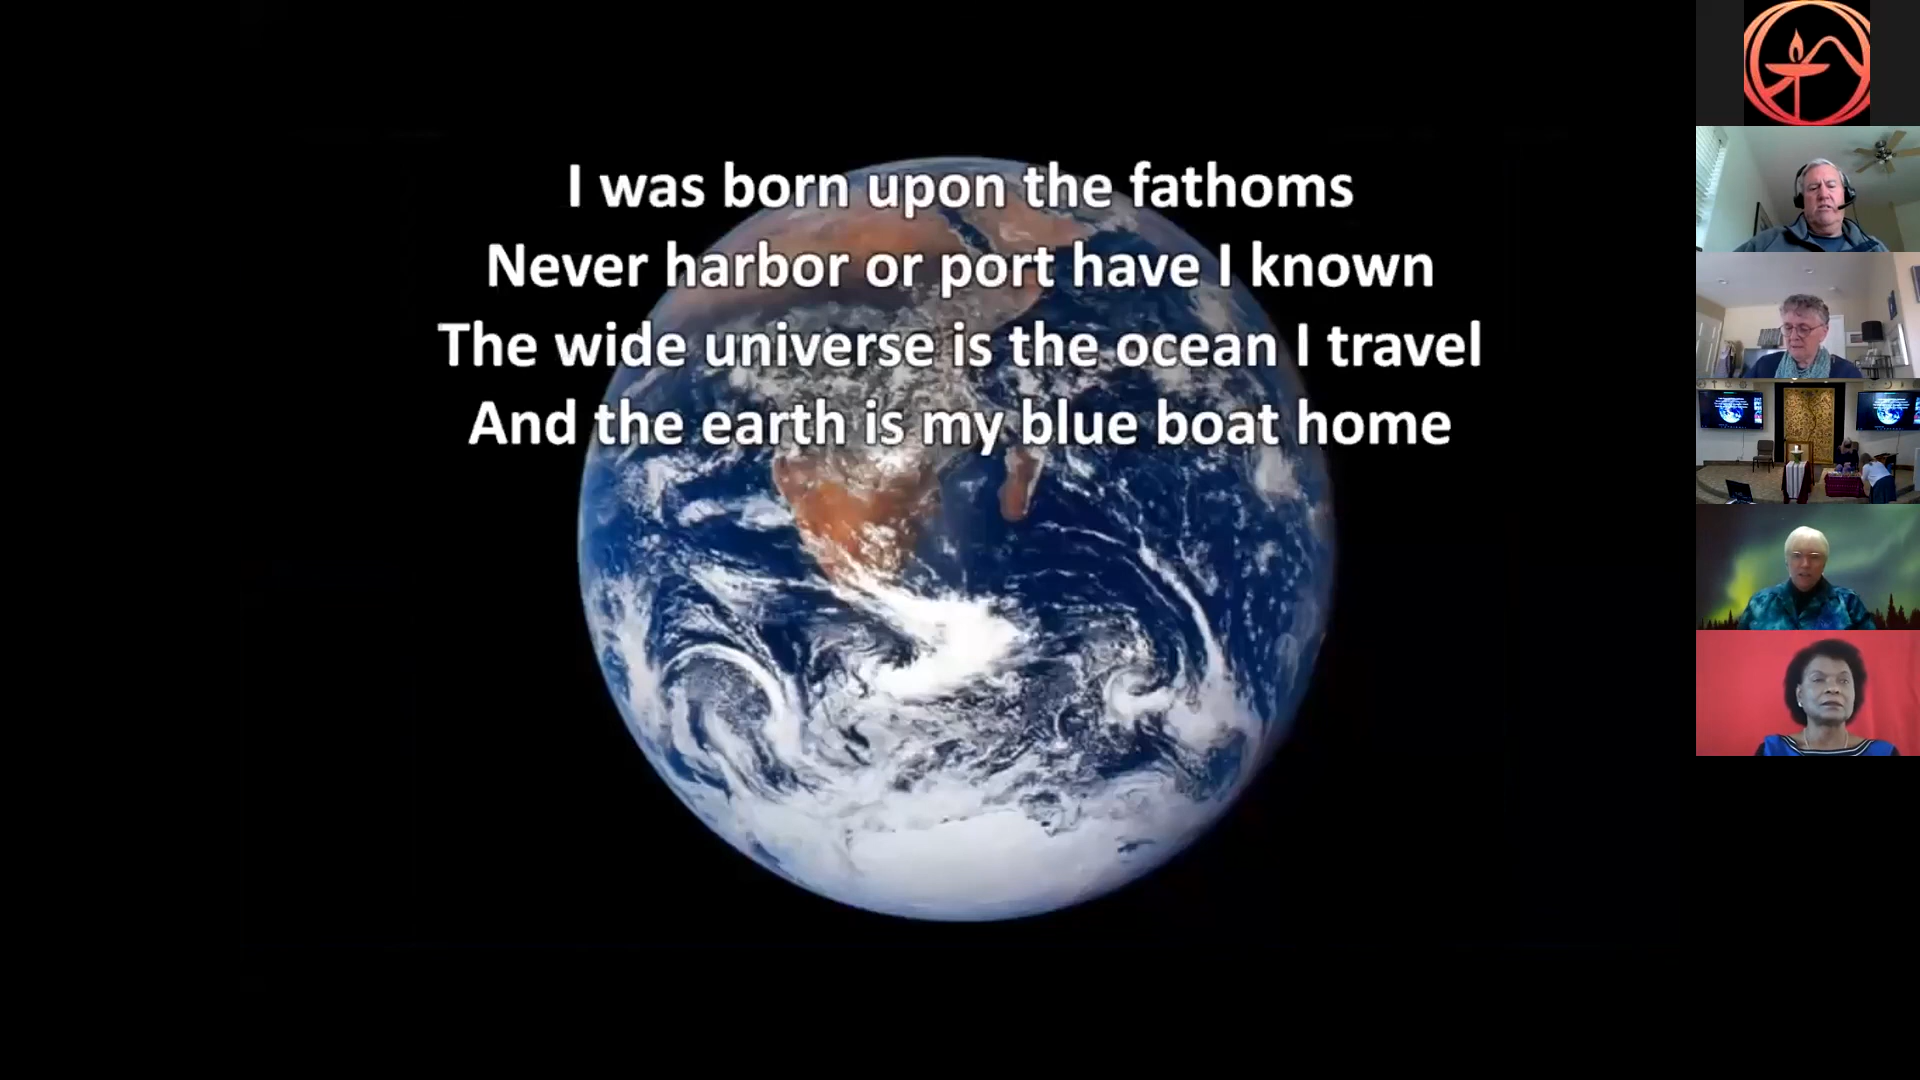 I was born upon the fathoms
Never harbor or port have I known
The wide universe is the ocean I travel
And the earth is my blue boat home